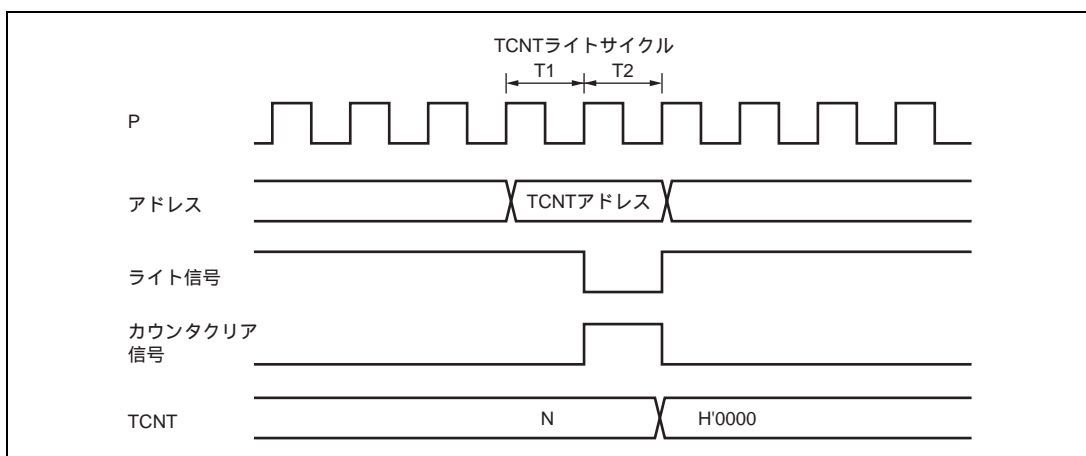 TCNTライトサイクル
T1 T2
P
アドレス
TCNTアドレス
ライト信号
カウンタクリア
信号
TCNT
N
H'0000